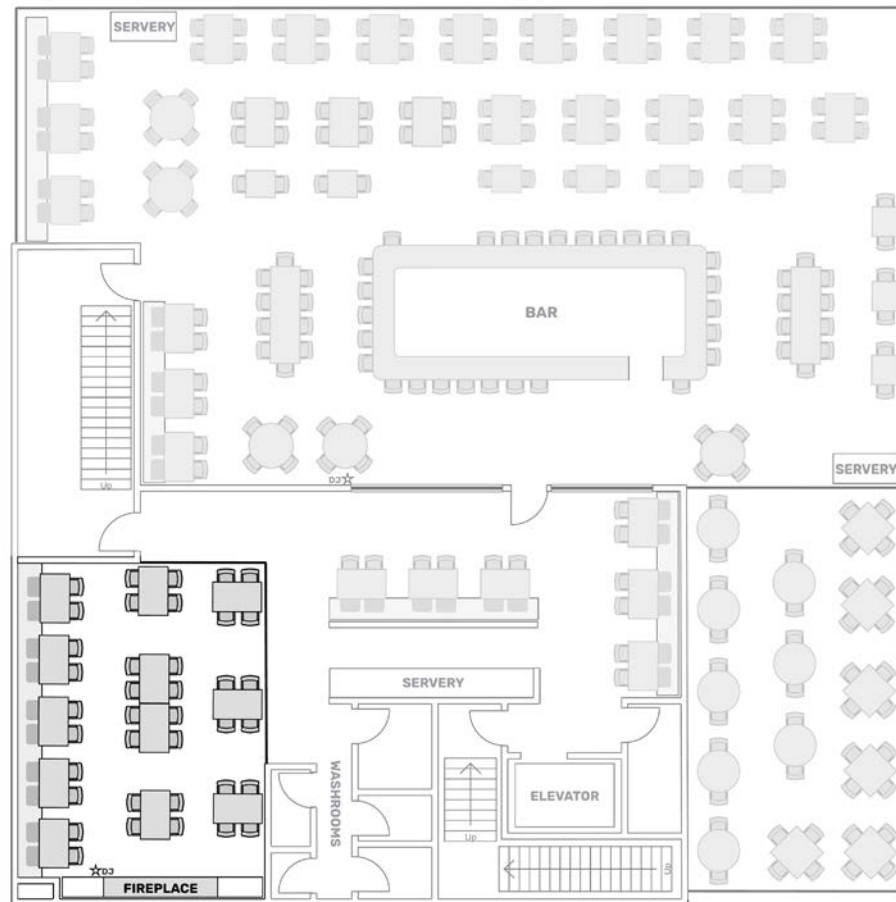 SERVERY
BAR
Up
DJ
SERVERY
SERVERY
WASHROOMS
ELEVATOR
Up
Up
DJ
FIREPLACE